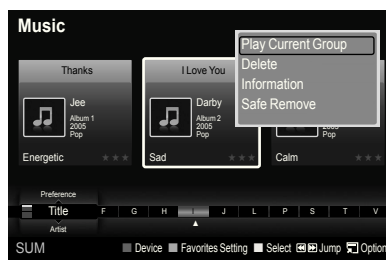 Music
Play Current Group
Delete
Information
Safe Remove
Thanks
I Love You
Jee
Album 1
2005
Pop
Darby
Album 2
2005
Pop
2005
Pop
Energetic
Sad
Calm
Preference
Title F G H I J L P S T V
Artist
SUM Device Favorites Setting Select Jump Option